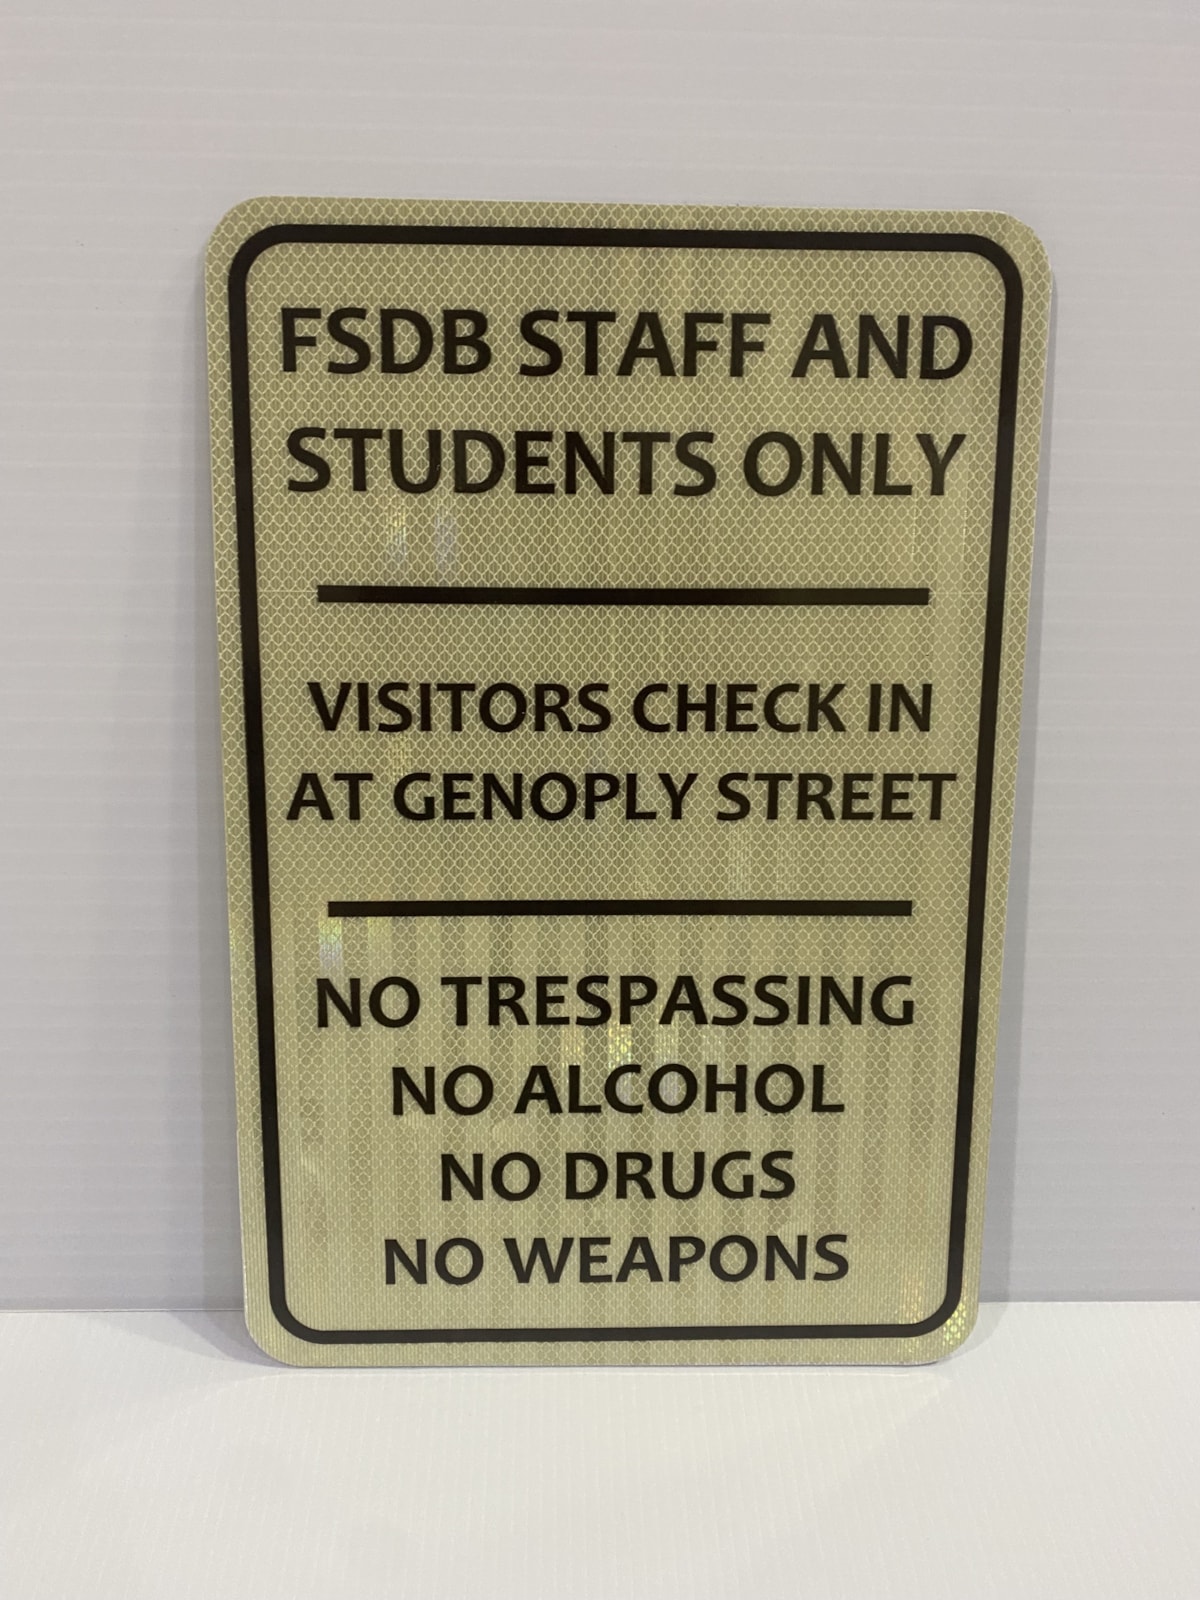 FSDB STAFF AND
STUDENTS ONLY
VISITORS CHECK IN
AT GENOPLY STREET
NO TRESPASSING
NO ALCOHOL
NO DRUGS
NO WEAPONS